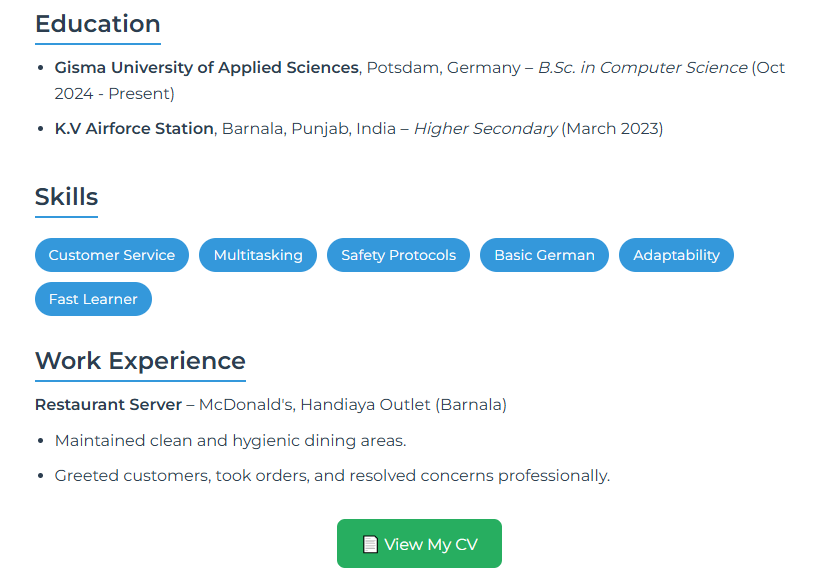 Education
• Gisma University of Applied Sciences, Potsdam, Germany – B.Sc. in Computer Science (Oct
2024 - Present)
• K.V Airforce Station, Barnala, Punjab, India – Higher Secondary (March 2023)
Skills
Customer Service Multitasking Safety Protocols Basic German Adaptability
Fast Learner
Work Experience
Restaurant Server – McDonald's, Handiaya Outlet (Barnala)
• Maintained clean and hygienic dining areas.
• Greeted customers, took orders, and resolved concerns professionally.
View My CV